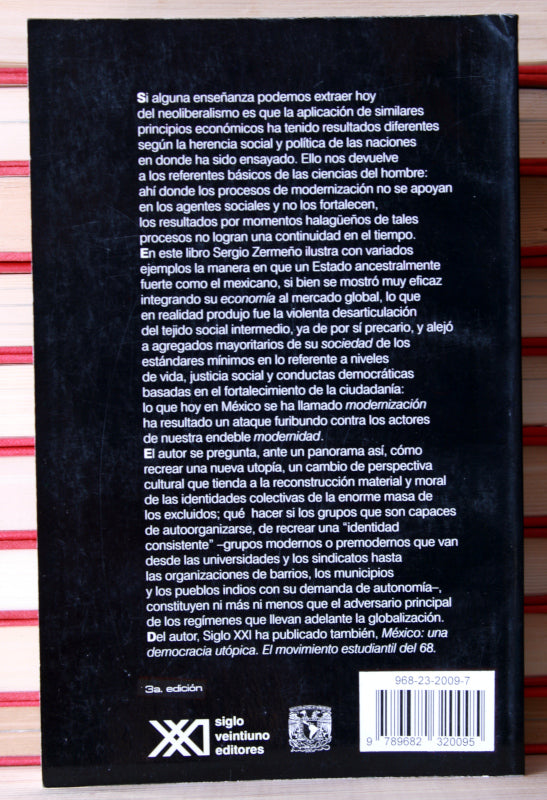 Si alguna enseñanza podemos extraer hoy
del neoliberalismo es que la aplicación de similares
principios económicos ha tenido resultados diferentes
según la herencia social y política de las naciones
en donde ha sido ensayado. Ello nos devuelve
a los referentes básicos de las ciencias del hombre:
ahí donde los procesos de modernización no se apoyan
en los agentes sociales y no los fortalecen,
los resultados por momentos halagüeños de tales
procesos no logran una continuidad en el tiempo.
En este libro Sergio Zermeño ilustra con variados
ejemplos la manera en que un Estado ancestralmente
fuerte como el mexicano, si bien se mostró muy eficaz
integrando su economía al mercado global, lo que
en realidad produjo fue la violenta desarticulación
del tejido social intermedio, ya de por sí precario, y alejó
a agregados mayoritarios de su sociedad de los
estándares mínimos en lo referente a niveles
de vida, justicia social y conductas democráticas
basadas en el fortalecimiento de la ciudadanía:
lo que hoy en México se ha llamado modernización
ha resultado un ataque furibundo contra los actores
de nuestra endeble modernidad.
El autor se pregunta, ante un panorama así, cómo
recrear una nueva utopía, un cambio de perspectiva
cultural que tienda a la reconstrucción material y moral
de las identidades colectivas de la enorme masa de
los excluidos; qué hacer si los grupos que son capaces
de autoorganizarse, de recrear una "identidad
consistente" –grupos modernos o premodernos que van
desde las universidades y los sindicatos hasta
las organizaciones de barrios, los municipios
y los pueblos indios con su demanda de autonomía–,
constituyen ni más ni menos que el adversario principal
de los regímenes que llevan adelante la globalización.
Del autor, Siglo XXI ha publicado también, México: una
democracia utópica. El movimiento estudiantil del 68.
3a. edición
968-23-2009-7
XXI
siglo
veintiuno
editores
9 789682 320095